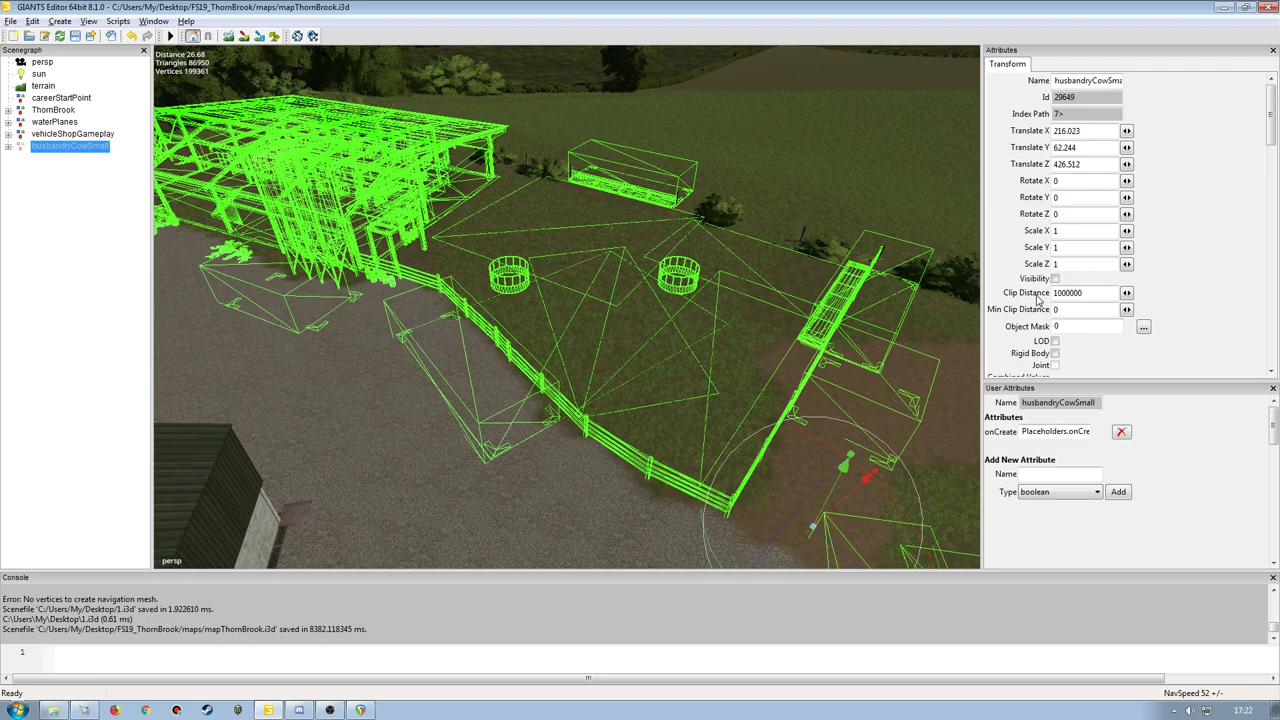 GIANTS Editor 64bit 8.1.0 - C:/Users/My/Desktop/FS19_ThornBrook/maps/mapThornBrook.i3d
File Edit Create View Scripts Window Help
Scenegraph
persp
sun
terrain
careerStartPoint
ThornBrook
waterPlanes
vehicleShopGameplay
husbandryCowSmall
Distance 26.68
Triangles 86950
Vertices 199361
persp
Attributes
Transform
Name husbandryCowSma
Id 29649
Index Path 7>
Translate X 216.023
Translate Y 62.244
Translate Z 426.512
Rotate X 0
Rotate Y 0
Rotate Z 0
Scale X 1
Scale Y 1
Scale Z 1
Visibility
Clip Distance 1000000
Min Clip Distance 0
Object Mask 0 ...
LOD
Rigid Body
Joint
User Attributes
Name husbandryCowSmall
Attributes
onCreate Placeholders.onCre
Add New Attribute
Name
Type boolean Add
Console
Error: No vertices to create navigation mesh.
Scenefile 'C:/Users/My/Desktop/1.i3d' saved in 1.922610 ms.
C:\Users\My\Desktop\1.i3d (0.61 ms)
Scenefile 'C:/Users/My/Desktop/FS19_ThornBrook/maps/mapThornBrook.i3d' saved in 8382.118345 ms.
1
Ready NavSpeed 52 +/-
17:22